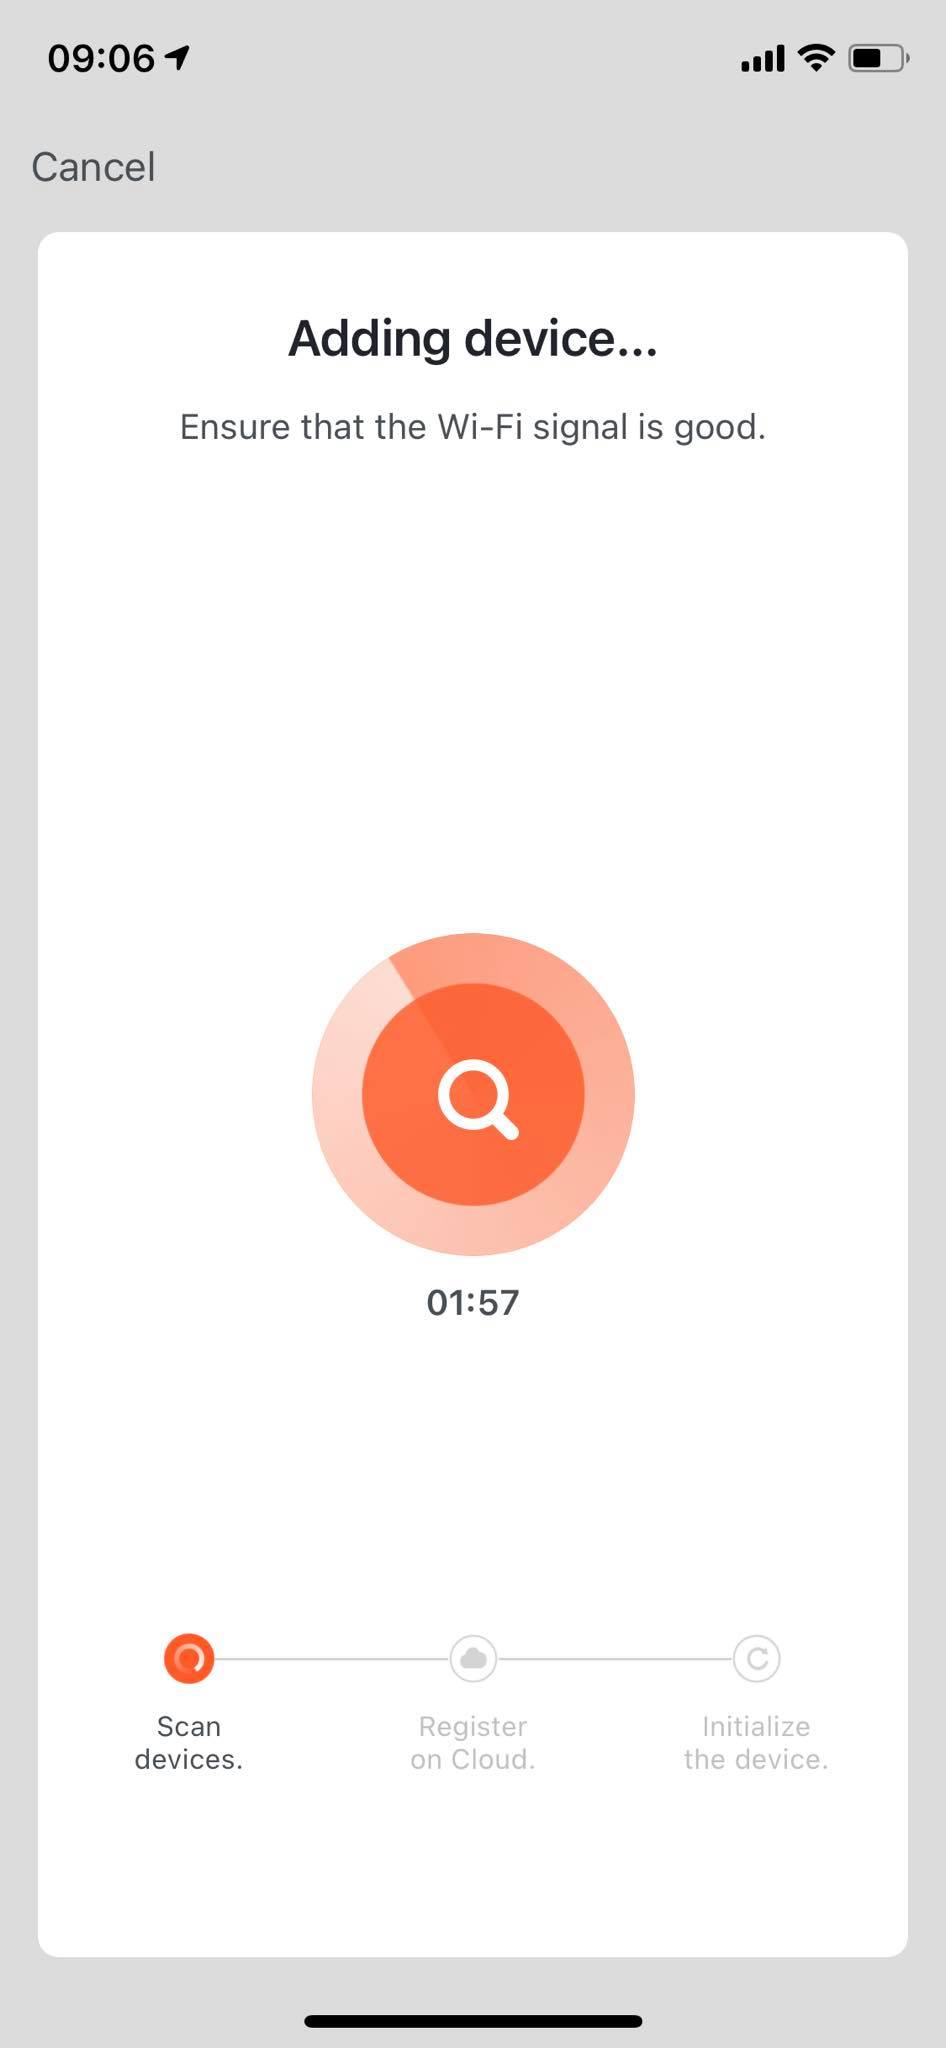 09:06
Cancel
Adding device...
Ensure that the Wi-Fi signal is good.
01:57
Scan
devices.
Register
on Cloud.
Initialize
the device.